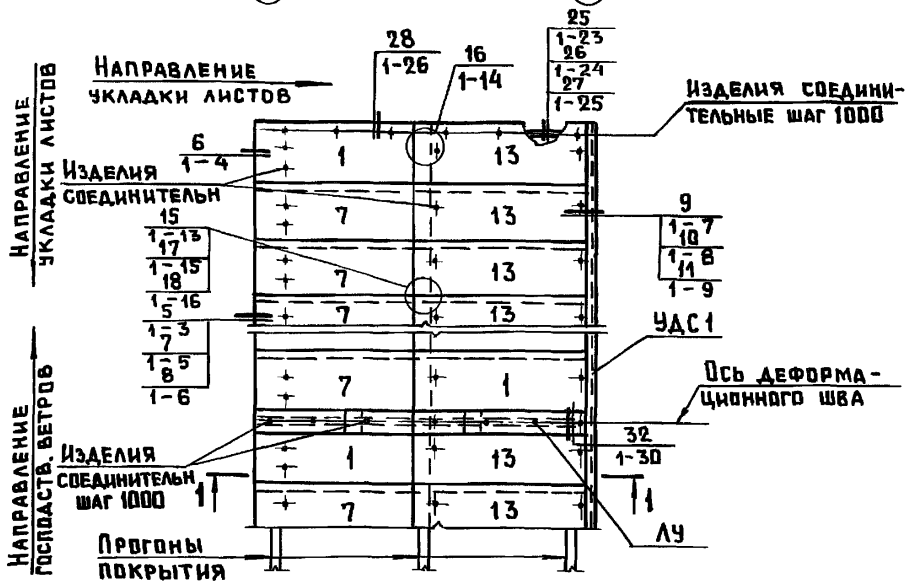 25
1-23
26
1-24
27
1-25
28
1-26
16
1-14
НАПРАВЛЕНИЕ
УКЛАДКИ ЛИСТОВ
ИЗДЕЛИЯ СОЕДИНИ-
ТЕЛЬНЫЕ ШАГ 1000
НАПРАВЛЕНИЕ
УКЛАДКИ ЛИСТОВ
6
1-4
1
13
ИЗДЕЛИЯ
СОЕДИНИТЕЛЬН
7
13
15
1-13
17
1-15
18
1-16
5
1-3
7
1-5
8
1-6
9
1-7
10
1-8
11
1-9
7
13
7
13
УДС1
7
1
ОСЬ ДЕФОРМА-
ЦИОННОГО ШВА
НАПРАВЛЕНИЕ
ГОСПОДСТВ. ВЕТРОВ
32
1-30
ИЗДЕЛИЯ
СОЕДИНИТЕЛЬН
ШАГ 1000
1
13
1
1
7
13
ЛУ
ПРОГОНЫ
ПОКРЫТИЯ